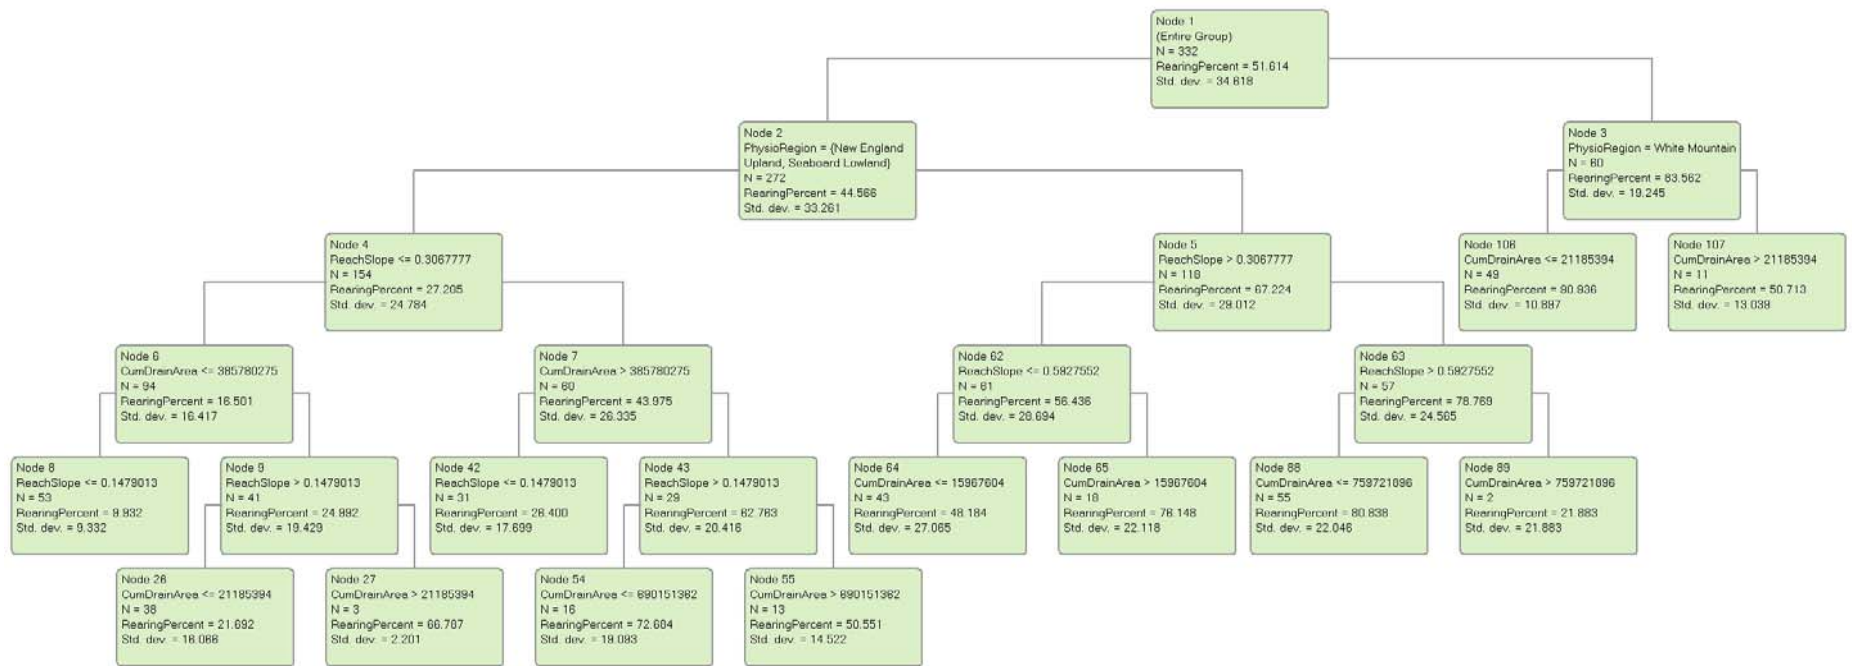 Node 1
(Entire Group)
N = 332
RearingPercent = 51.614
Std. dev. = 34.618
Node 2
PhysioRegion = {New England
Upland, Seaboard Lowland}
N = 272
RearingPercent = 44.566
Std. dev. = 33.261
Node 3
PhysioRegion = White Mountain
N = 60
RearingPercent = 83.562
Std. dev. = 19.245
Node 4
ReachSlope <= 0.3067777
N = 154
RearingPercent = 27.205
Std. dev. = 24.784
Node 5
ReachSlope > 0.3067777
N = 118
RearingPercent = 67.224
Std. dev. = 29.012
Node 106
CumDrainArea <= 21185394
N = 49
RearingPercent = 90.936
Std. dev. = 10.887
Node 107
CumDrainArea > 21185394
N = 11
RearingPercent = 50.713
Std. dev. = 13.038
Node 6
CumDrainArea <= 385780275
N = 94
RearingPercent = 16.501
Std. dev. = 16.417
Node 7
CumDrainArea > 385780275
N = 60
RearingPercent = 43.975
Std. dev. = 26.335
Node 62
ReachSlope <= 0.5927552
N = 61
RearingPercent = 56.436
Std. dev. = 28.694
Node 63
ReachSlope > 0.5927552
N = 57
RearingPercent = 78.769
Std. dev. = 24.565
Node 8
ReachSlope <= 0.1479013
N = 53
RearingPercent = 9.932
Std. dev. = 9.332
Node 9
ReachSlope > 0.1479013
N = 41
RearingPercent = 24.992
Std. dev. = 19.429
Node 42
ReachSlope <= 0.1479013
N = 31
RearingPercent = 26.400
Std. dev. = 17.699
Node 43
ReachSlope > 0.1479013
N = 29
RearingPercent = 62.763
Std. dev. = 20.416
Node 64
CumDrainArea <= 15967604
N = 43
RearingPercent = 48.184
Std. dev. = 27.065
Node 65
CumDrainArea > 15967604
N = 18
RearingPercent = 76.148
Std. dev. = 22.118
Node 88
CumDrainArea <= 759721096
N = 55
RearingPercent = 80.838
Std. dev. = 22.046
Node 89
CumDrainArea > 759721096
N = 2
RearingPercent = 21.883
Std. dev. = 21.883
Node 26
CumDrainArea <= 21185394
N = 38
RearingPercent = 21.692
Std. dev. = 16.066
Node 27
CumDrainArea > 21185394
N = 3
RearingPercent = 66.787
Std. dev. = 2.201
Node 54
CumDrainArea <= 690151362
N = 16
RearingPercent = 72.684
Std. dev. = 19.083
Node 55
CumDrainArea > 690151362
N = 13
RearingPercent = 50.551
Std. dev. = 14.522